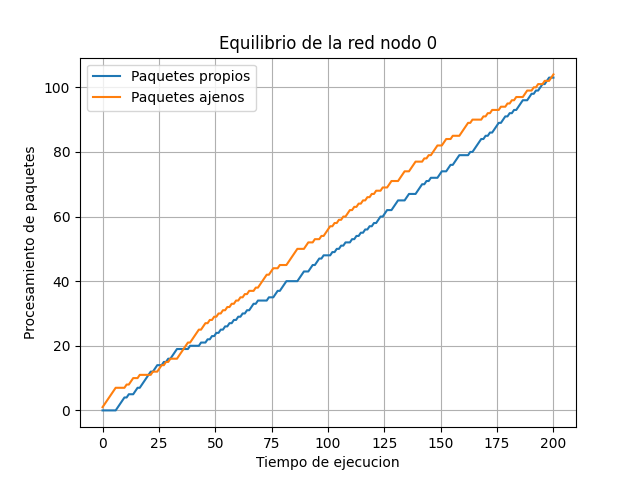 Equilibrio de la red nodo 0
Paquetes propios
Paquetes ajenos
Procesamiento de paquetes
100
80
60
40
20
0
0 25 50 75 100 125 150 175 200
Tiempo de ejecucion